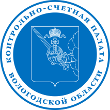 КОНТРОЛЬНО-СЧЕТНАЯ ПАЛАТА
ВОЛОГОДСКОЙ ОБЛАСТИ